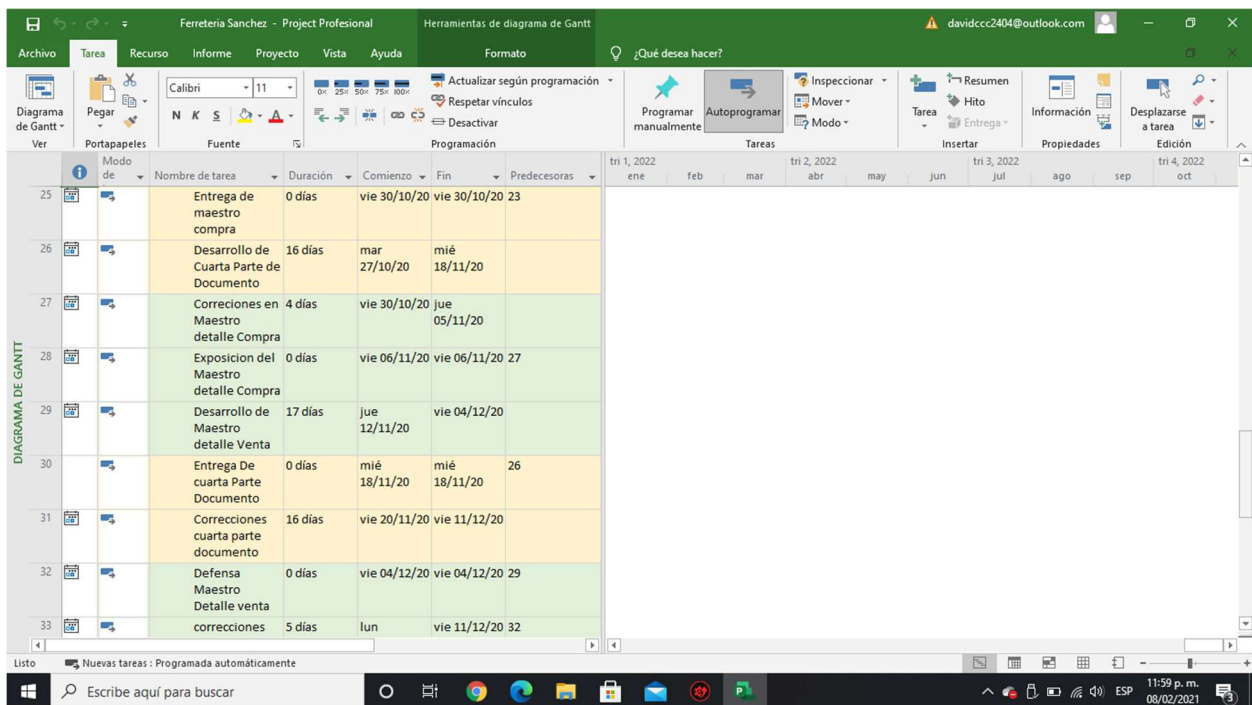 Ferreteria Sanchez - Project Profesional
Herramientas de diagrama de Gantt
davidccc2404@outlook.com
Archivo Tarea Recurso Informe Proyecto Vista Ayuda Formato ¿Qué desea hacer?
Diagrama de Gantt
Ver
Pegar
Portapapeles
Calibri 11
N K S A
Fuente
0× 25× 50× 75× 100×
Actualizar según programación
Respetar vínculos
Desactivar
Programación
Programar manualmente
Autoprogramar
Inspeccionar
Mover
Modo
Tareas
Tarea
Resumen
Hito
Entrega
Insertar
Información
Propiedades
Desplazarse a tarea
Edición
Modo de Nombre de tarea Duración Comienzo Fin Predecesoras
tri 1, 2022 tri 2, 2022 tri 3, 2022 tri 4, 2022
ene feb mar abr may jun jul ago sep oct
DIAGRAMA DE GANTT
25 Entrega de 0 días vie 30/10/20 vie 30/10/20 23
maestro
compra
26 Desarrollo de 16 días mar mié
Cuarta Parte de 27/10/20 18/11/20
Documento
27 Correciones en 4 días vie 30/10/20 jue
Maestro 05/11/20
detalle Compra
28 Exposicion del 0 días vie 06/11/20 vie 06/11/20 27
Maestro
detalle Compra
29 Desarrollo de 17 días jue vie 04/12/20
Maestro 12/11/20
detalle Venta
30 Entrega De 0 días mié mié 26
cuarta Parte 18/11/20 18/11/20
Documento
31 Correcciones 16 días vie 20/11/20 vie 11/12/20
cuarta parte
documento
32 Defensa 0 días vie 04/12/20 vie 04/12/20 29
Maestro
Detalle venta
33 correcciones 5 días lun vie 11/12/20 32
Listo Nuevas tareas : Programada automáticamente
Escribe aquí para buscar
ESP
11:59 p. m.
08/02/2021
3